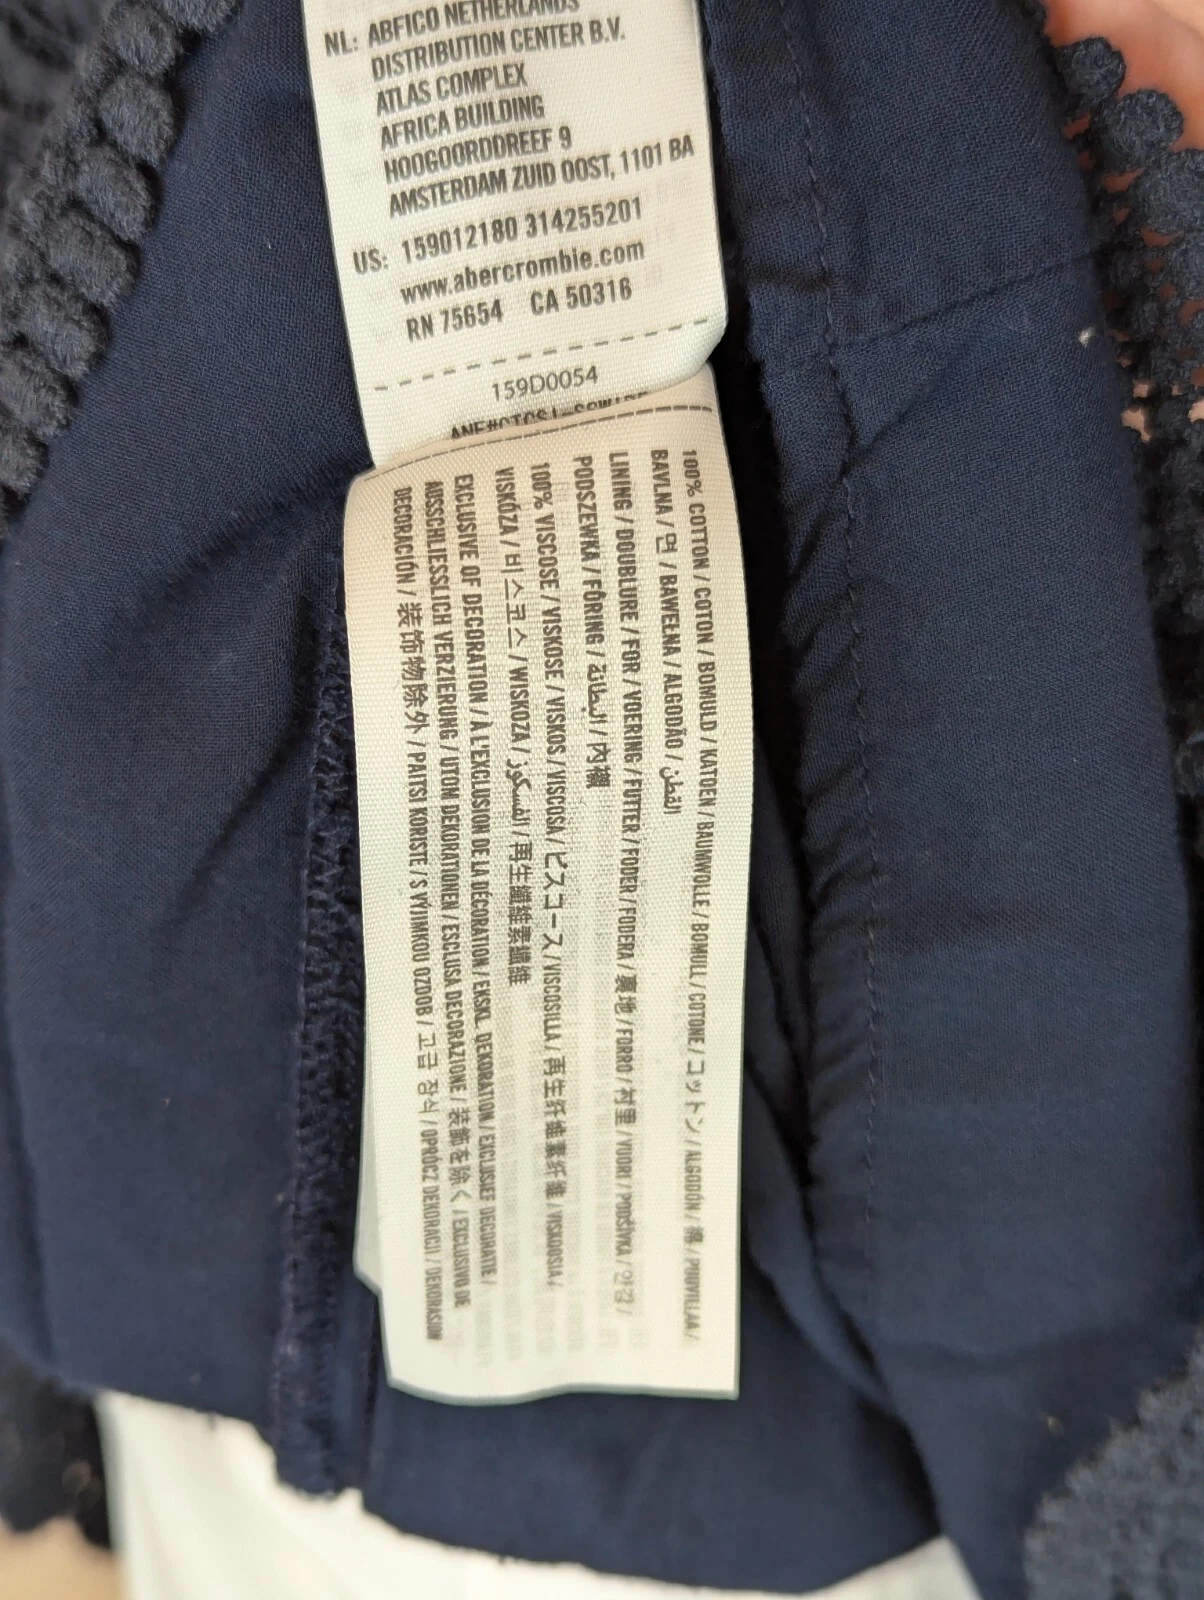 NL: ABFICO NETHERLANDS
DISTRIBUTION CENTER B.V.
ATLAS COMPLEX
AFRICA BUILDING
HOOGOORDDREEF 9
AMSTERDAM ZUID OOST, 1101 BA
US: 159012180 314255201
www.abercrombie.com
RN 75654 CA 50316
159D0054
100% COTTON / COTON / BOMULD / KATOEN / BAUMWOLLE / BOMULL / COTONE / コットン / ALGODÓN / 棉 / PUUVILLAA /
BAVLNA / 면 / BAWEŁNA / ALGODÃO / القطن
LINING / DOUBLURE / FOR / VOERING / FUTTER / FODER / FODERA / 裏地 / FORRO / 衬里 / VUORI / PODŠÍVKA / 안감 /
PODSZEWKA / FÔRING / البطانة / 內襯
100% VISCOSE / VISKOSE / VISKOS / VISCOSA / ビスコース / VISCOSILLA / 再生纤维素纤维 / VISKOOSIA /
VISKÓZA / 비스코스 / WISKOZA / الفسكوز / 再生纖維素纖維
EXCLUSIVE OF DECORATION / À L'EXCLUSION DE LA DÉCORATION / EKSKL. DEKORATION / EXCLUSIEF DECORATIE /
AUSSCHLIESSLICH VERZIERUNG / UTOM DEKORATIONEN / ESCLUSA DECORAZIONE / 装飾を除く / EXCLUSIVO DE
DECORACIÓN / 装饰物除外 / PAITSI KORISTE / S VÝJIMKOU OZDOB / 고급 장식 / OPRÓCZ DEKORACJI / DEKORASJON